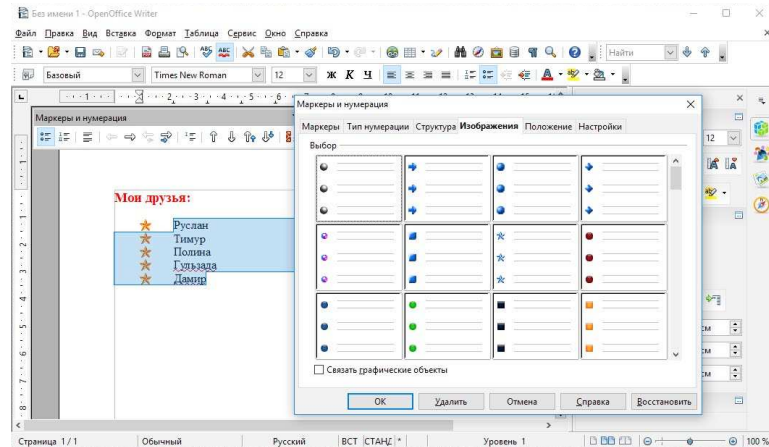 Без имени 1 - OpenOffice Writer
Файл Правка Вид Вставка Формат Таблица Сервис Окно Справка
Найти
Базовый Times New Roman 12 Ж К Ч
Маркеры и нумерация
Мои друзья:
Руслан
Тимур
Полина
Гульзада
Дамир
Маркеры и нумерация
Маркеры Тип нумерации Структура Изображения Положение Настройки
Выбор
Связать графические объекты
ОК Удалить Отмена Справка Восстановить
12
см
см
см
Страница 1 / 1 Обычный Русский ВСТ СТАНД * Уровень 1 100 %